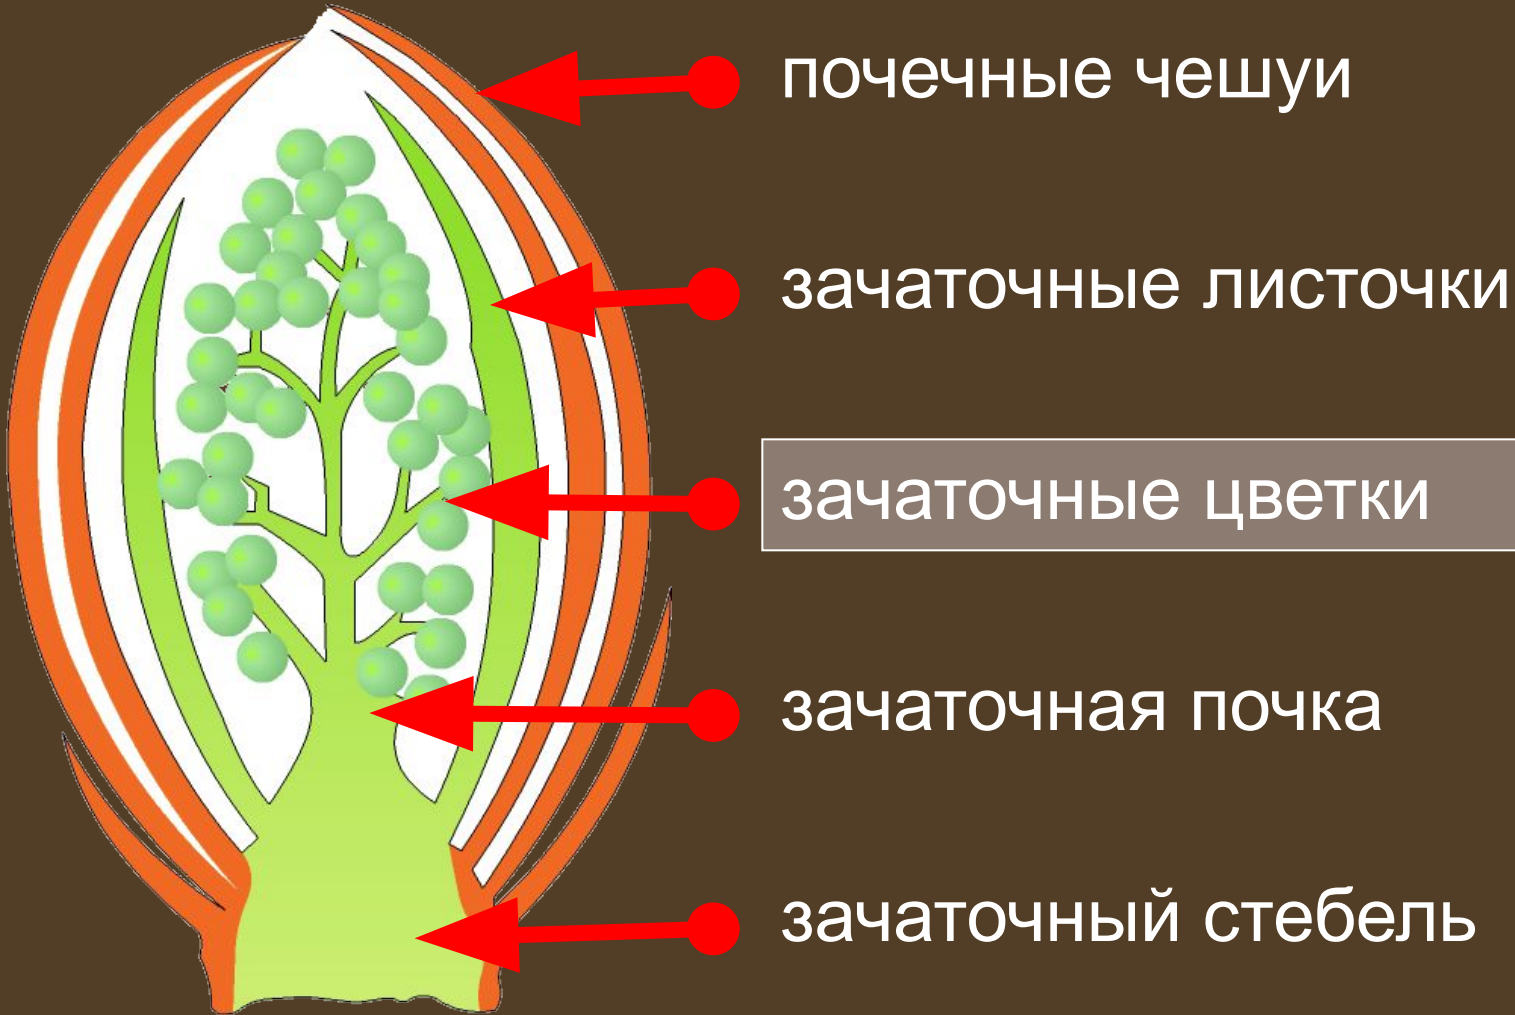 почечные чешуи
зачаточные листочки
зачаточные цветки
зачаточная почка
зачаточный стебель